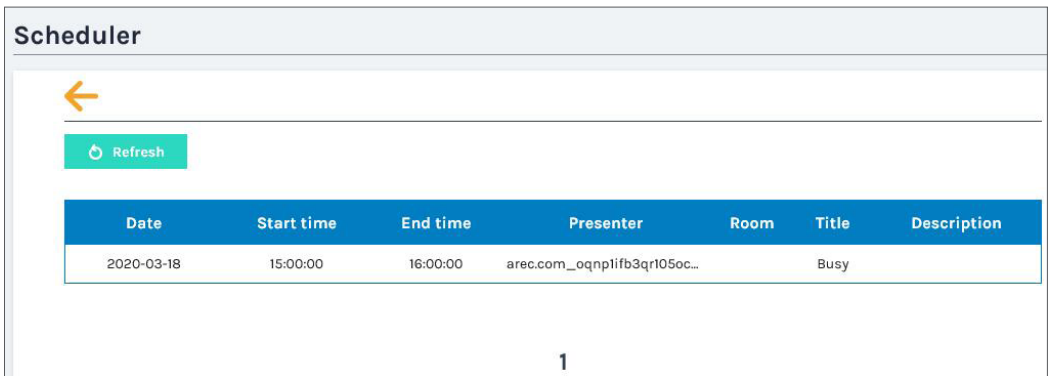 Scheduler
Refresh
Date Start time End time Presenter Room Title Description
2020-03-18 15:00:00 16:00:00 arec.com_oqnp1ifb3qr105oc... Busy
1